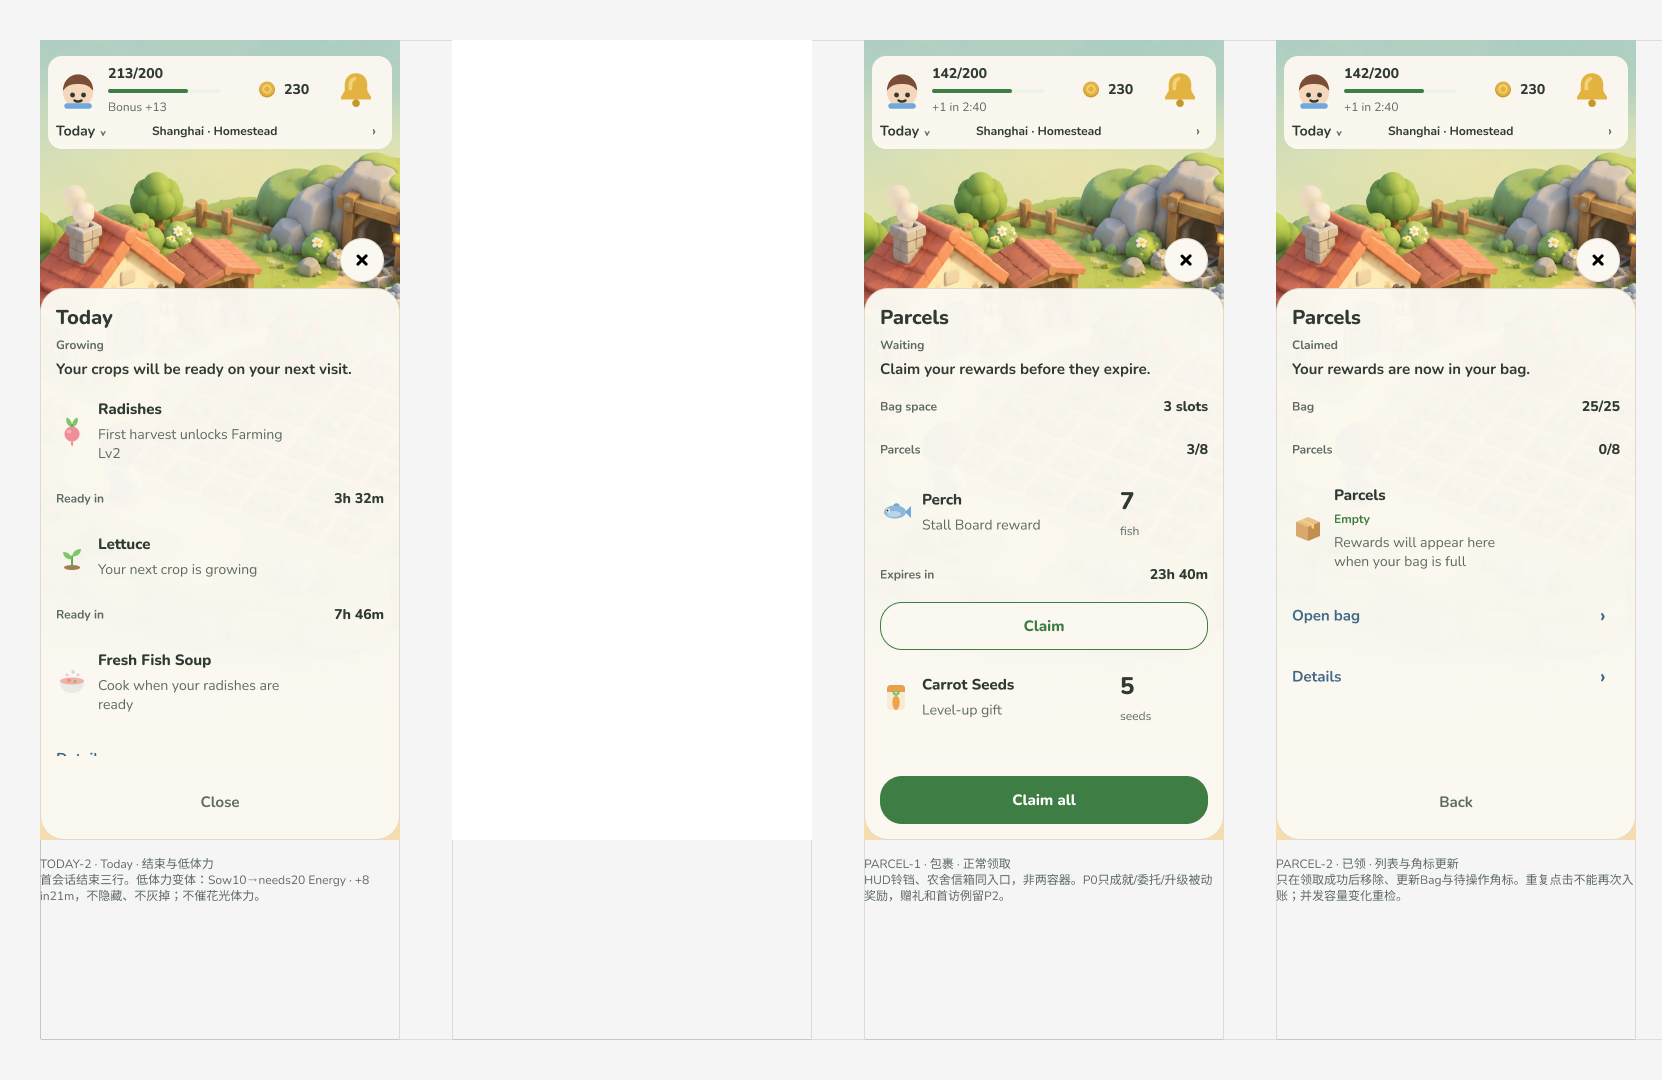 213/200
Bonus +13
230
Today ˅
Shanghai · Homestead ›
Today
Growing
Your crops will be ready on your next visit.
Radishes
First harvest unlocks Farming
Lv2
Ready in 3h 32m
Lettuce
Your next crop is growing
Ready in 7h 46m
Fresh Fish Soup
Cook when your radishes are
ready
Close
TODAY-2 · Today · 结束与低体力
首会话结束三行。低体力变体：Sow10→needs20 Energy · +8
in21m，不隐藏、不灰掉；不催花光体力。
142/200
+1 in 2:40
230
Today ˅
Shanghai · Homestead ›
Parcels
Waiting
Claim your rewards before they expire.
Bag space 3 slots
Parcels 3/8
Perch 7
Stall Board reward fish
Expires in 23h 40m
Claim
Carrot Seeds 5
Level-up gift seeds
Claim all
PARCEL-1 · 包裹 · 正常领取
HUD铃铛、农舍信箱同入口，非两容器。P0只成就/委托/升级被动
奖励，赠礼和首访例留P2。
142/200
+1 in 2:40
230
Today ˅
Shanghai · Homestead ›
Parcels
Claimed
Your rewards are now in your bag.
Bag 25/25
Parcels 0/8
Parcels
Empty
Rewards will appear here
when your bag is full
Open bag ›
Details ›
Back
PARCEL-2 · 已领 · 列表与角标更新
只在领取成功后移除、更新Bag与待操作角标。重复点击不能再次入
账；并发容量变化重检。